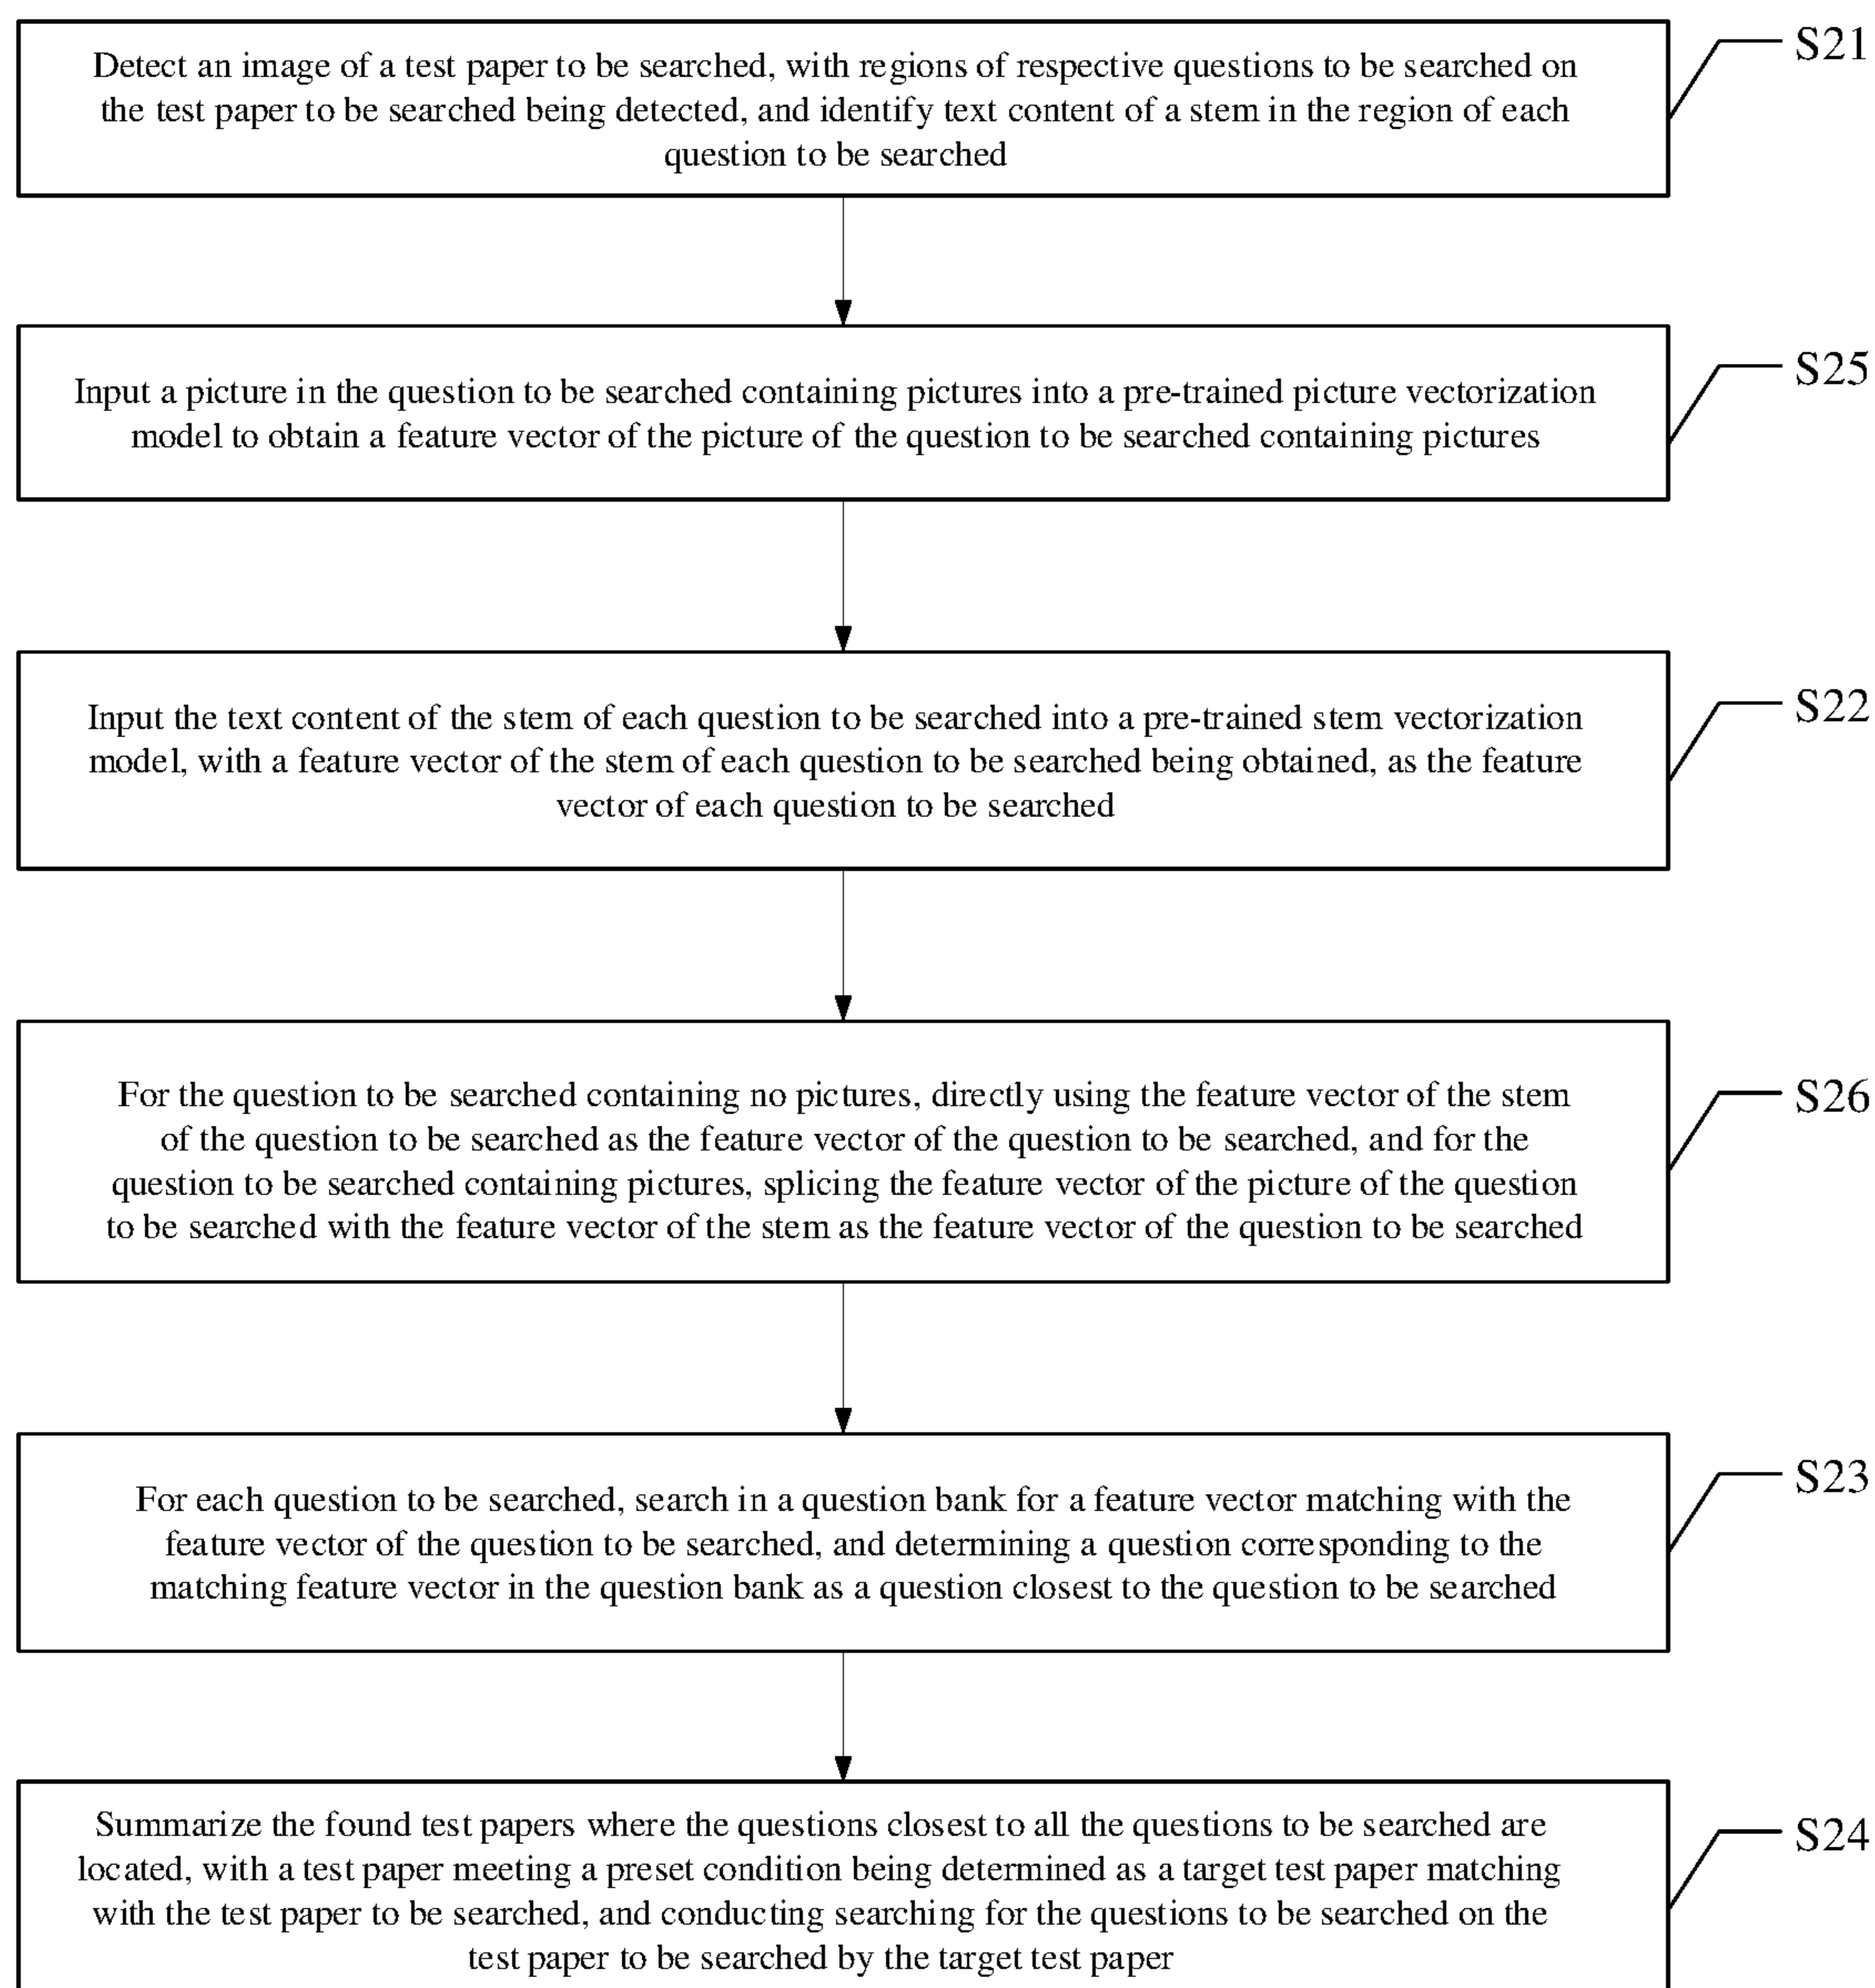 Detect an image of a test paper to be searched, with regions of respective questions to be searched on
the test paper to be searched being detected, and identify text content of a stem in the region of each
question to be searched
S21
Input a picture in the question to be searched containing pictures into a pre-trained picture vectorization
model to obtain a feature vector of the picture of the question to be searched containing pictures
S25
Input the text content of the stem of each question to be searched into a pre-trained stem vectorization
model, with a feature vector of the stem of each question to be searched being obtained, as the feature
vector of each question to be searched
S22
For the question to be searched containing no pictures, directly using the feature vector of the stem
of the question to be searched as the feature vector of the question to be searched, and for the
question to be searched containing pictures, splicing the feature vector of the picture of the question
to be searched with the feature vector of the stem as the feature vector of the question to be searched
S26
For each question to be searched, search in a question bank for a feature vector matching with the
feature vector of the question to be searched, and determining a question corresponding to the
matching feature vector in the question bank as a question closest to the question to be searched
S23
Summarize the found test papers where the questions closest to all the questions to be searched are
located, with a test paper meeting a preset condition being determined as a target test paper matching
with the test paper to be searched, and conducting searching for the questions to be searched on the
test paper to be searched by the target test paper
S24